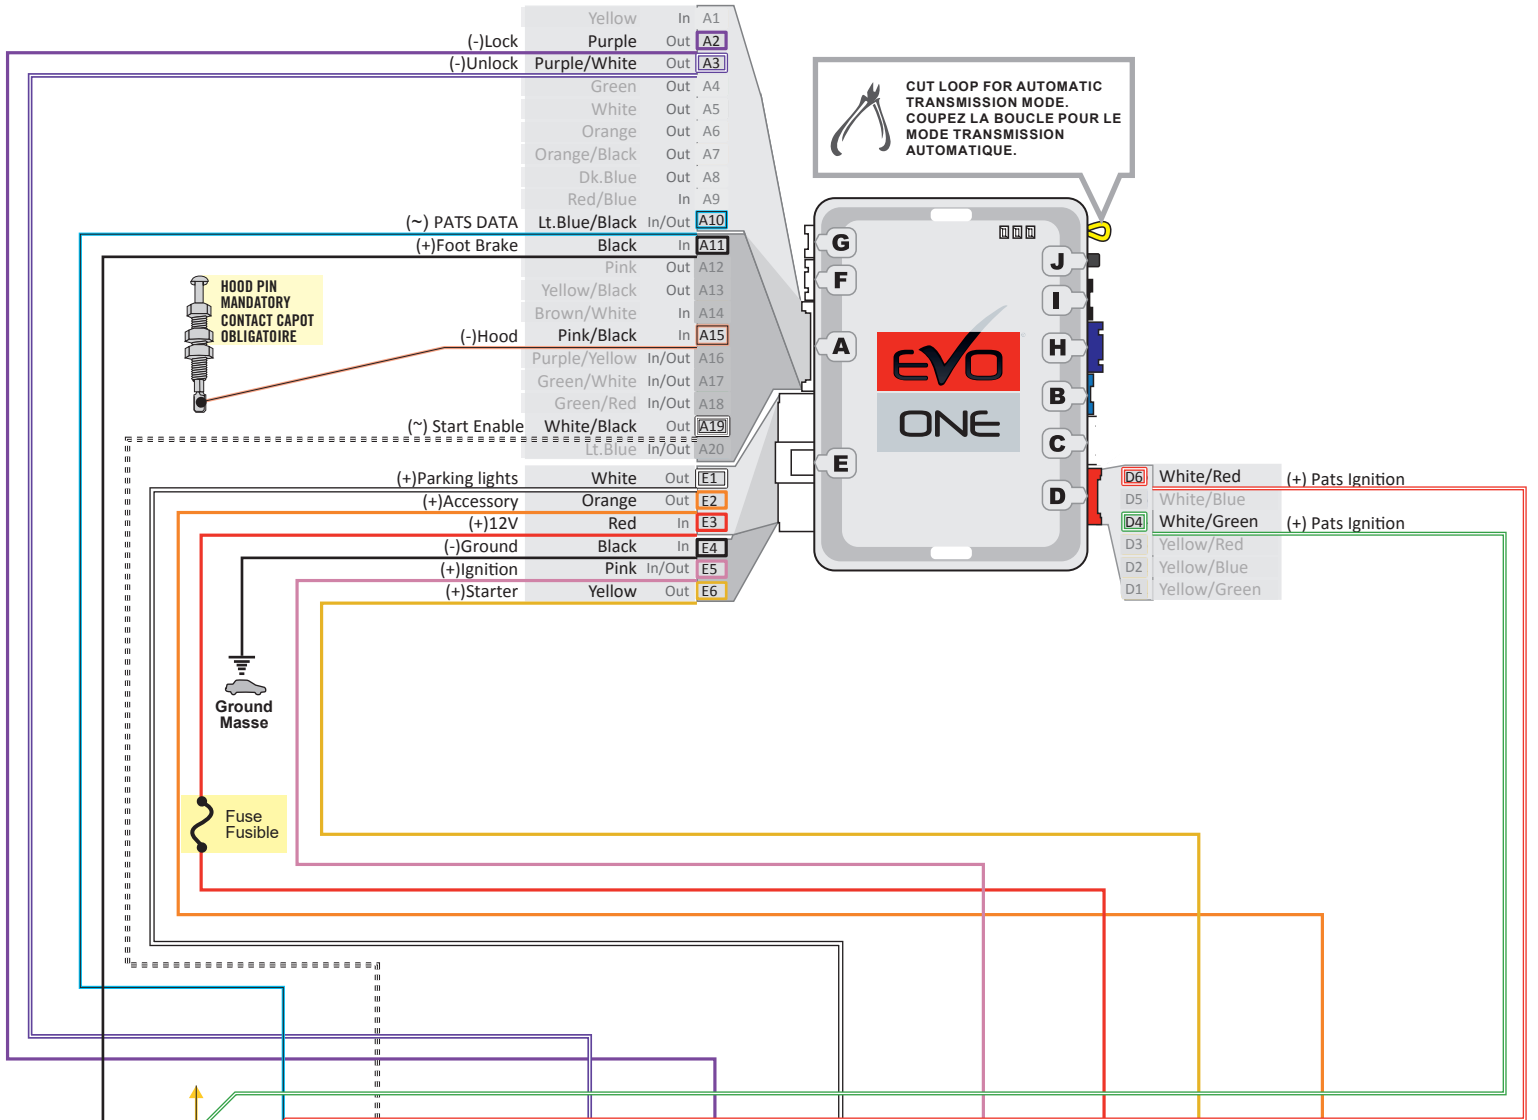 Yellow In A1
(-)Lock Purple Out A2
(-)Unlock Purple/White Out A3
Green Out A4
White Out A5
Orange Out A6
Orange/Black Out A7
Dk.Blue Out A8
Red/Blue In A9
(~) PATS DATA Lt.Blue/Black In/Out A10
(+)Foot Brake Black In A11
Pink Out A12
Yellow/Black Out A13
Brown/White In A14
(-)Hood Pink/Black In A15
Purple/Yellow In/Out A16
Green/White In/Out A17
Green/Red In/Out A18
(~) Start Enable White/Black Out A19
Lt.Blue In/Out A20
(+)Parking lights White Out E1
(+)Accessory Orange Out E2
(+)12V Red In E3
(-)Ground Black In E4
(+)Ignition Pink In/Out E5
(+)Starter Yellow Out E6
HOOD PIN
MANDATORY
CONTACT CAPOT
OBLIGATOIRE
CUT LOOP FOR AUTOMATIC
TRANSMISSION MODE.
COUPEZ LA BOUCLE POUR LE
MODE TRANSMISSION
AUTOMATIQUE.
G
F
A
E
J
I
H
B
C
D
EVO
ONE
D6 White/Red (+) Pats Ignition
D5 White/Blue
D4 White/Green (+) Pats Ignition
D3 Yellow/Red
D2 Yellow/Blue
D1 Yellow/Green
Ground
Masse
Fuse
Fusible